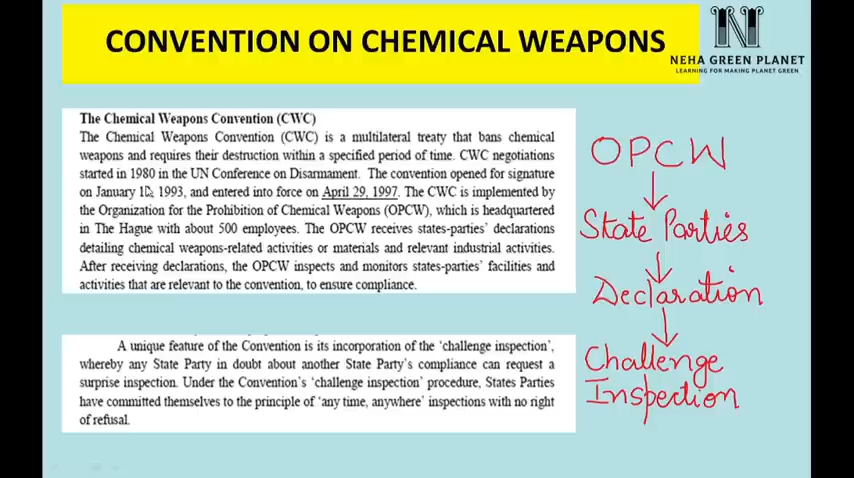 CONVENTION ON CHEMICAL WEAPONS
N
NEHA GREEN PLANET
LEARNING FOR MAKING PLANET GREEN
The Chemical Weapons Convention (CWC)
The Chemical Weapons Convention (CWC) is a multilateral treaty that bans chemical
weapons and requires their destruction within a specified period of time. CWC negotiations
started in 1980 in the UN Conference on Disarmament. The convention opened for signature
on January 1, 1993, and entered into force on April 29, 1997. The CWC is implemented by
the Organization for the Prohibition of Chemical Weapons (OPCW), which is headquartered
in The Hague with about 500 employees. The OPCW receives states-parties' declarations
detailing chemical weapons-related activities or materials and relevant industrial activities.
After receiving declarations, the OPCW inspects and monitors states-parties' facilities and
activities that are relevant to the convention, to ensure compliance.
A unique feature of the Convention is its incorporation of the 'challenge inspection',
whereby any State Party in doubt about another State Party's compliance can request a
surprise inspection. Under the Convention's 'challenge inspection' procedure, States Parties
have committed themselves to the principle of 'any time, anywhere' inspections with no right
of refusal.
OPCW
State Parties
Declaration
Challenge
Inspection